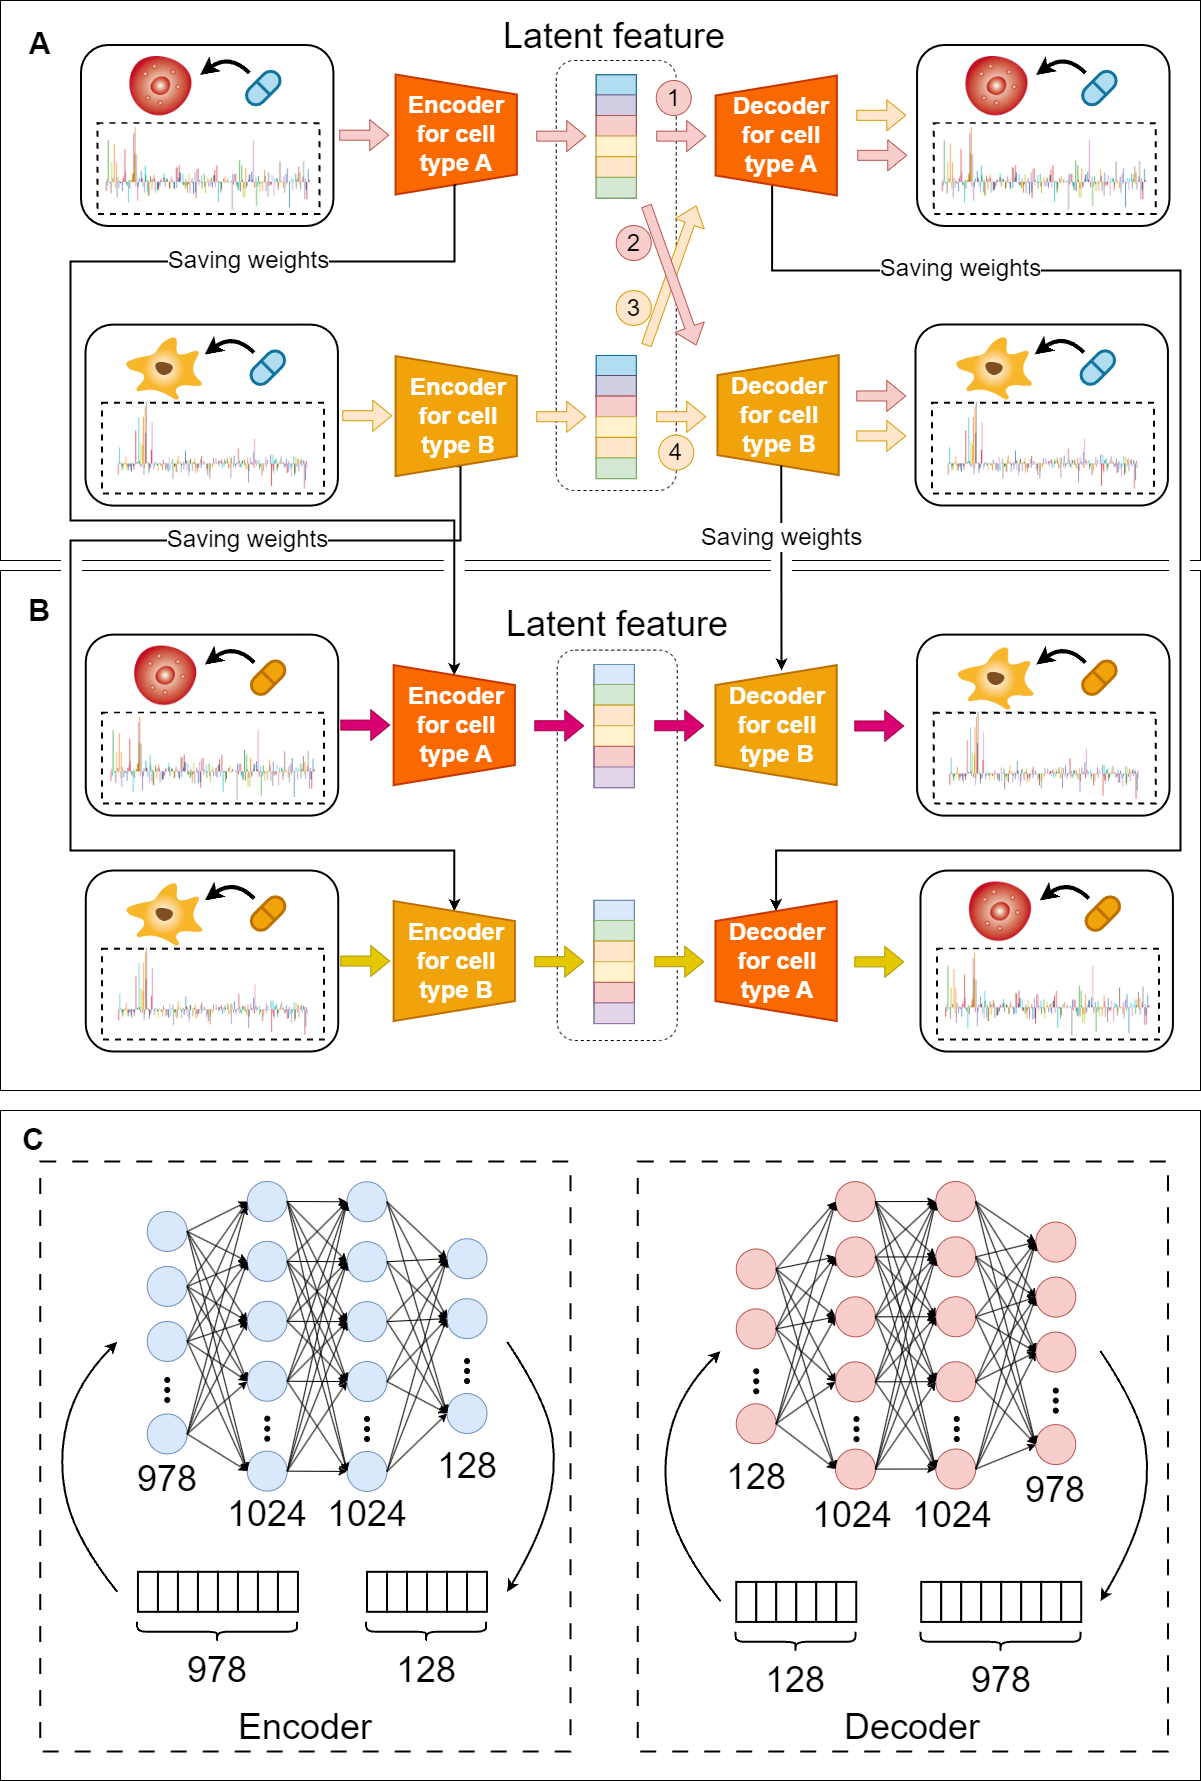 A
Latent feature
Encoder
for cell
type A
1
Decoder
for cell
type A
Saving weights
2
Saving weights
3
Encoder
for cell
type B
Decoder
for cell
type B
4
Saving weights
Saving weights
B
Latent feature
Encoder
for cell
type A
Decoder
for cell
type B
Encoder
for cell
type B
Decoder
for cell
type A
C
978
1024
1024
128
978
128
Encoder
128
1024
1024
978
128
978
Decoder